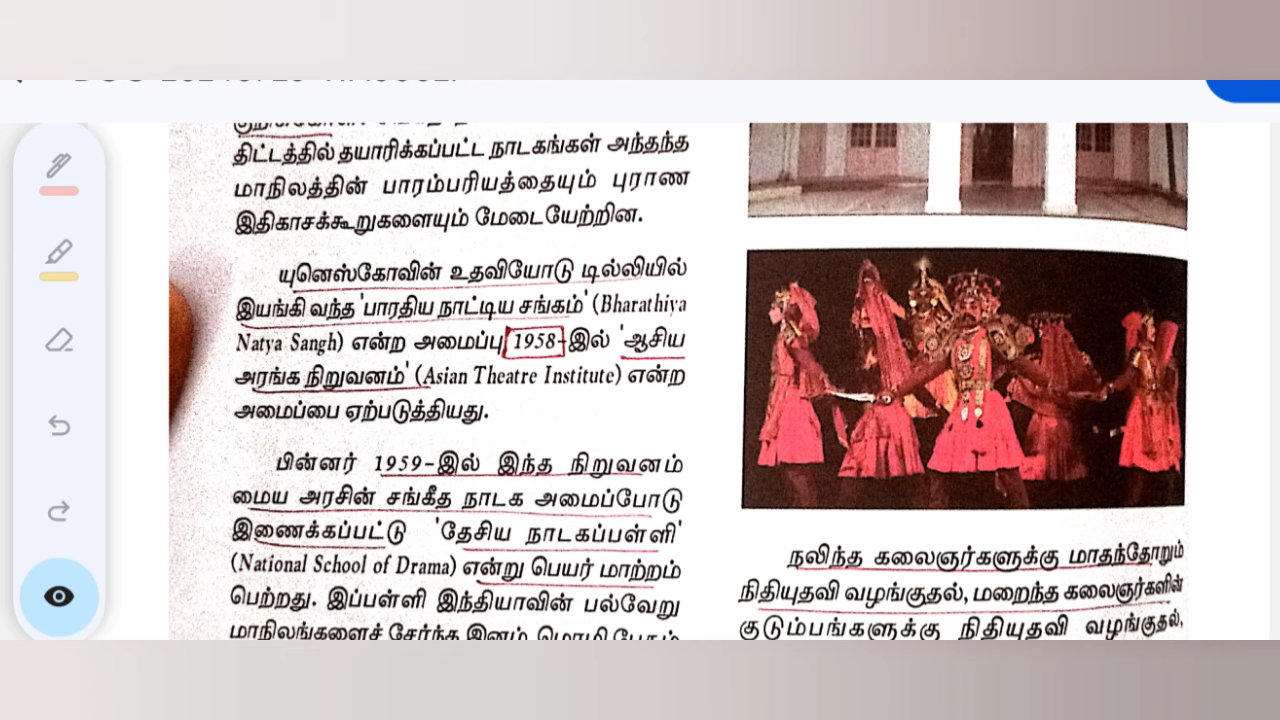 திட்டத்தில் தயாரிக்கப்பட்ட நாடகங்கள் அந்தந்த
மாநிலத்தின் பாரம்பரியத்தையும் புராண
இதிகாசக்கூறுகளையும் மேடையேற்றின.
யுனெஸ்கோவின் உதவியோடு டில்லியில்
இயங்கி வந்த 'பாரதிய நாட்டிய சங்கம்' (Bharathiya
Natya Sangh) என்ற அமைப்பு 1958-இல் 'ஆசிய
அரங்க நிறுவனம்' (Asian Theatre Institute) என்ற
அமைப்பை ஏற்படுத்தியது.
பின்னர் 1959-இல் இந்த நிறுவனம்
மைய அரசின் சங்கீத நாடக அமைப்போடு
இணைக்கப்பட்டு 'தேசிய நாடகப்பள்ளி'
(National School of Drama) என்று பெயர் மாற்றம்
பெற்றது. இப்பள்ளி இந்தியாவின் பல்வேறு
மாநிலங்களைச் சேர்ந்த இனம், மொழி
நலிந்த கலைஞர்களுக்கு மாதந்தோறும்
நிதியுதவி வழங்குதல், மறைந்த கலைஞர்களின்
குடும்பங்களுக்கு நிதியுதவி வழங்குதல்,